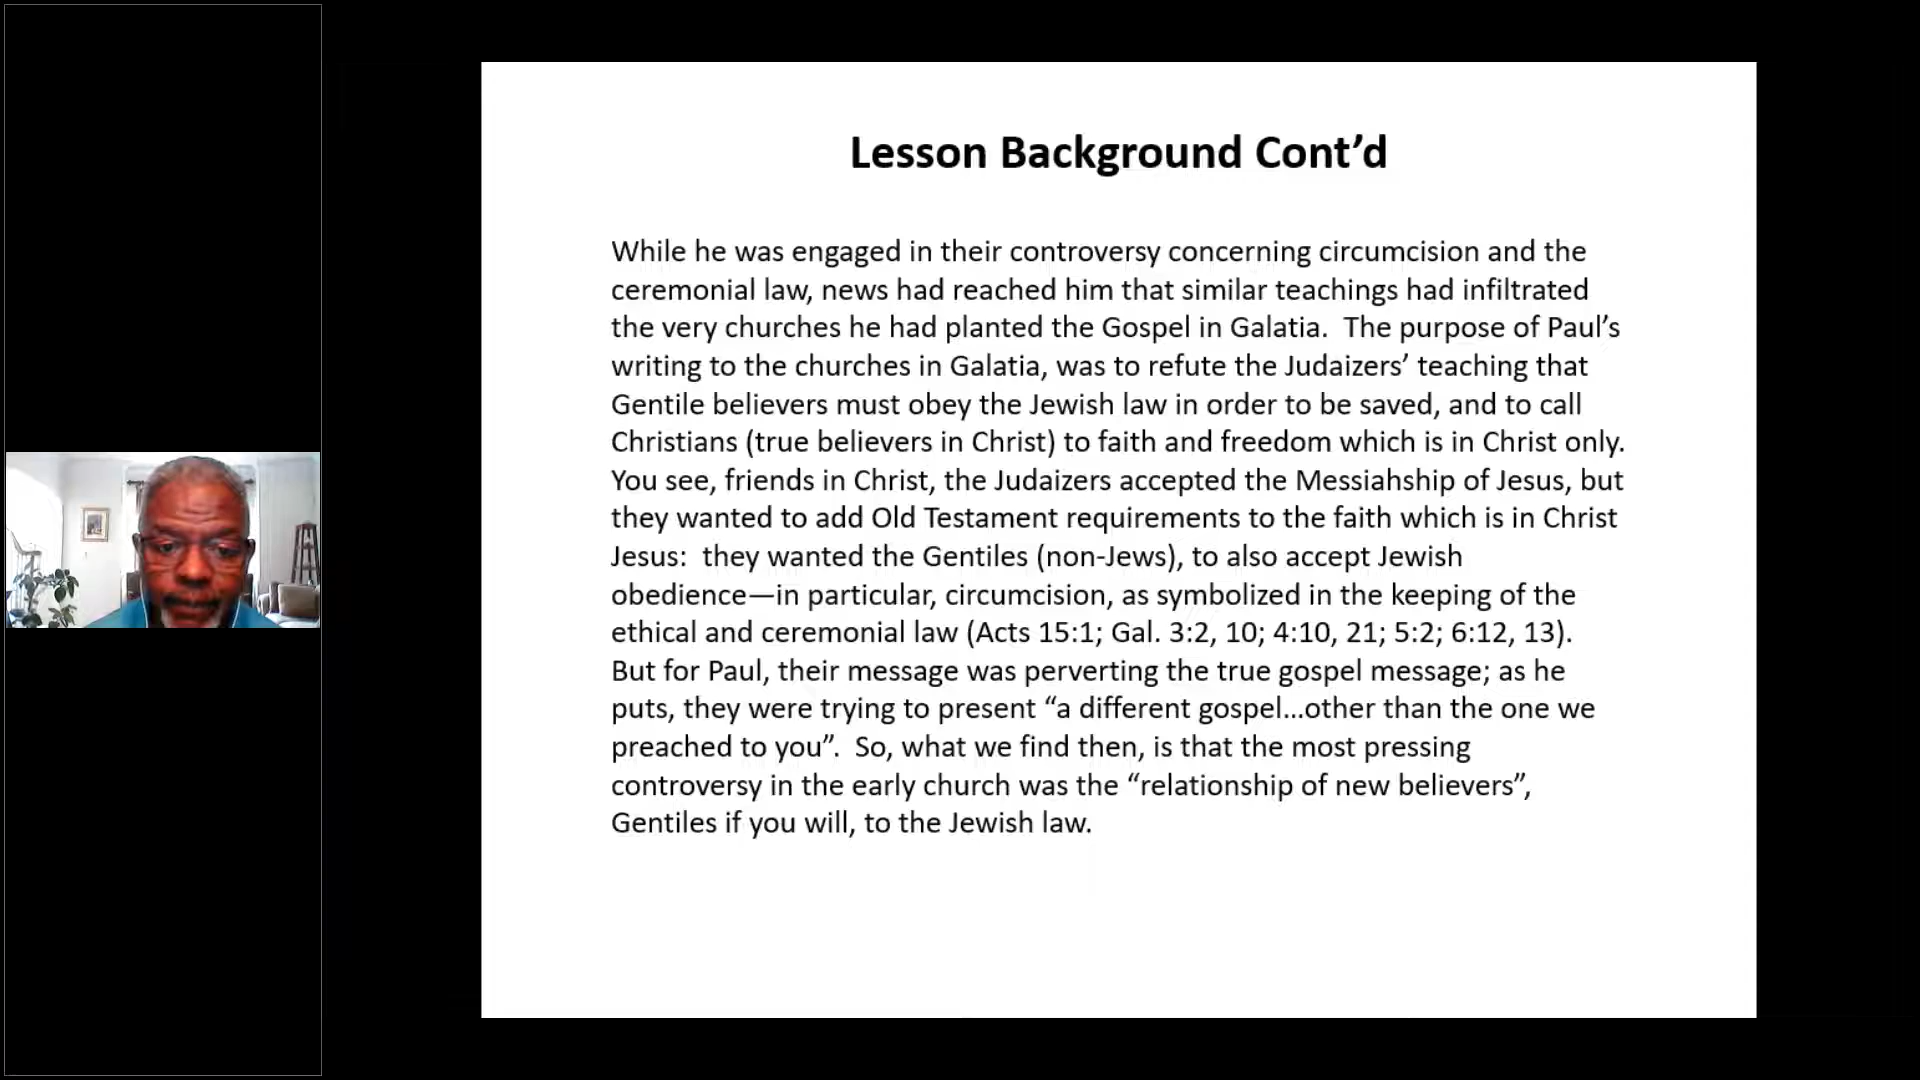 Lesson Background Cont’d
While he was engaged in their controversy concerning circumcision and the
ceremonial law, news had reached him that similar teachings had infiltrated
the very churches he had planted the Gospel in Galatia.  The purpose of Paul’s
writing to the churches in Galatia, was to refute the Judaizers’ teaching that
Gentile believers must obey the Jewish law in order to be saved, and to call
Christians (true believers in Christ) to faith and freedom which is in Christ only.
You see, friends in Christ, the Judaizers accepted the Messiahship of Jesus, but
they wanted to add Old Testament requirements to the faith which is in Christ
Jesus:  they wanted the Gentiles (non-Jews), to also accept Jewish
obedience—in particular, circumcision, as symbolized in the keeping of the
ethical and ceremonial law (Acts 15:1; Gal. 3:2, 10; 4:10, 21; 5:2; 6:12, 13).
But for Paul, their message was perverting the true gospel message; as he
puts, they were trying to present “a different gospel…other than the one we
preached to you”.  So, what we find then, is that the most pressing
controversy in the early church was the “relationship of new believers”,
Gentiles if you will, to the Jewish law.